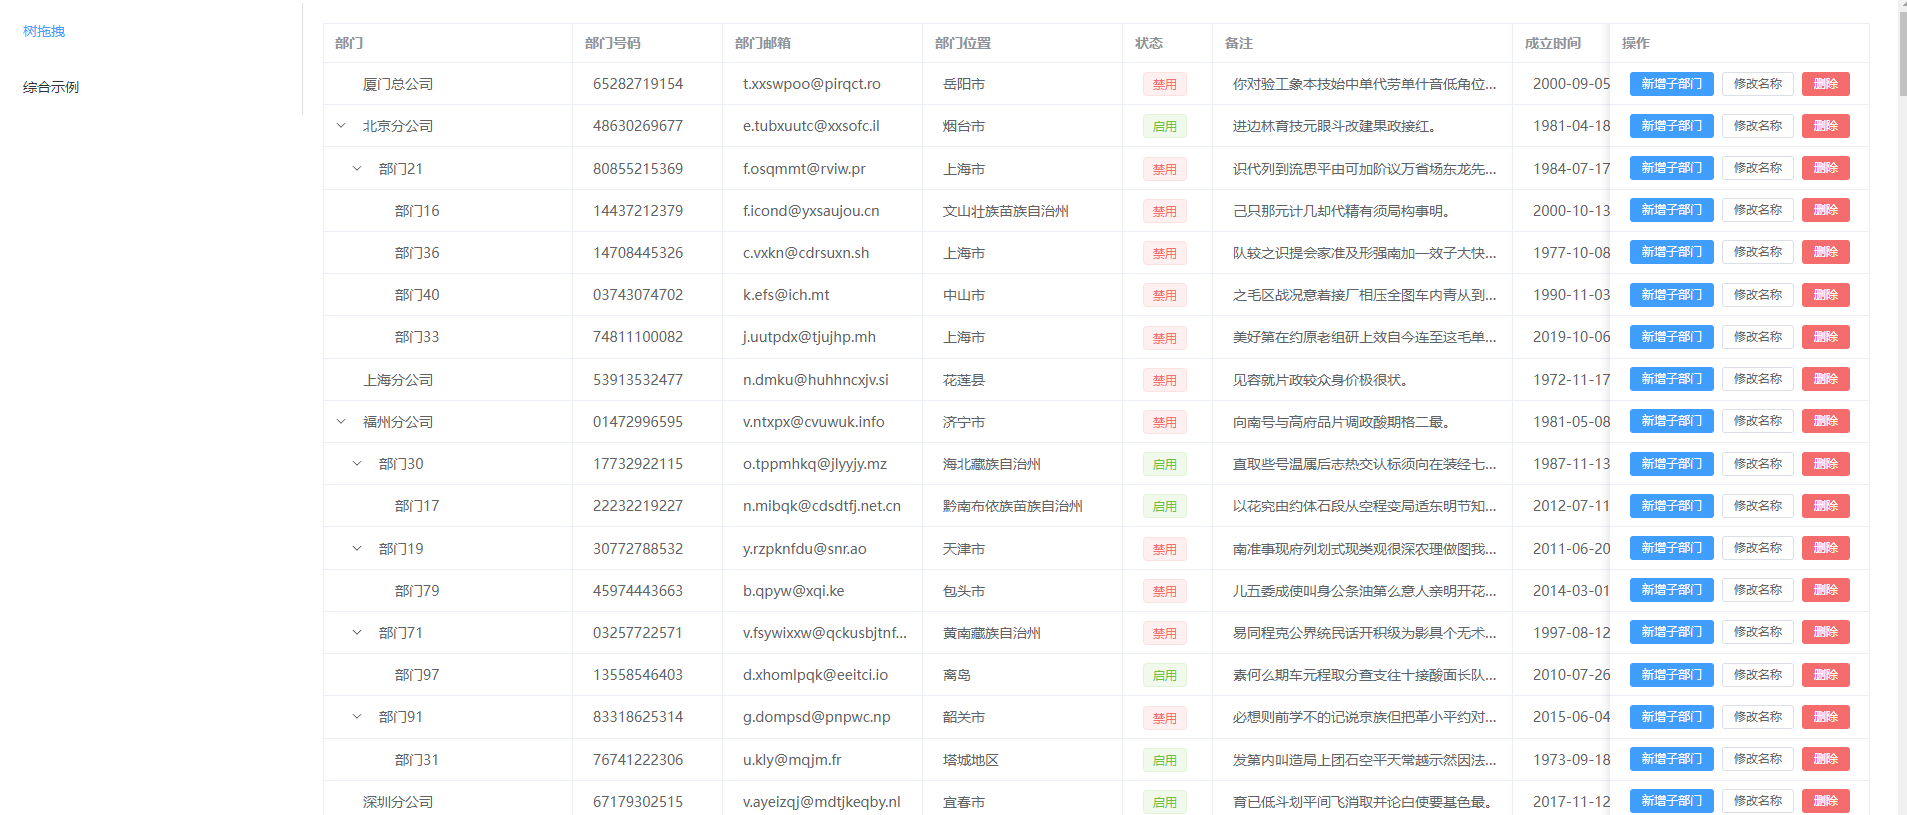 树拖拽
综合示例
部门 部门号码 部门邮箱 部门位置 状态 备注 成立时间 操作
厦门总公司 65282719154 t.xxswpoo@pirqct.ro 岳阳市 禁用 你对验工象本技始中单代劳单什音低角位... 2000-09-05 新增子部门 修改名称 删除
北京分公司 48630269677 e.tubxuutc@xxsofc.il 烟台市 启用 进边林育技元眼斗改建果政接红。 1981-04-18 新增子部门 修改名称 删除
部门21 80855215369 f.osqmmt@rviw.pr 上海市 禁用 识代列到流思平由可加阶议万省场东龙先... 1984-07-17 新增子部门 修改名称 删除
部门16 14437212379 f.icond@yxsaujou.cn 文山壮族苗族自治州 禁用 己只那元计几却代精有须局构事明。 2000-10-13 新增子部门 修改名称 删除
部门36 14708445326 c.vxkn@cdrsuxn.sh 上海市 禁用 队较之识提会家准及形强南加一效子大快... 1977-10-08 新增子部门 修改名称 删除
部门40 03743074702 k.efs@ich.mt 中山市 禁用 之毛区战况意着接厂相压全图车内青从到... 1990-11-03 新增子部门 修改名称 删除
部门33 74811100082 j.uutpdx@tjujhp.mh 上海市 禁用 美好第在约原老组研上效自今连至这毛单... 2019-10-06 新增子部门 修改名称 删除
上海分公司 53913532477 n.dmku@huhhncxjv.si 花莲县 禁用 见容就片政较众身价极很状。 1972-11-17 新增子部门 修改名称 删除
福州分公司 01472996595 v.ntxpx@cvuwuk.info 济宁市 禁用 向南号与高府品片调政酸期格二最。 1981-05-08 新增子部门 修改名称 删除
部门30 17732922115 o.tppmhkq@jlyyjy.mz 海北藏族自治州 启用 直取些号温属后志热交认标须向在装经七... 1987-11-13 新增子部门 修改名称 删除
部门17 22232219227 n.mibqk@cdsdtfj.net.cn 黔南布依族苗族自治州 启用 以花究由约体石段从空程变局适东明节知... 2012-07-11 新增子部门 修改名称 删除
部门19 30772788532 y.rzpknfdu@snr.ao 天津市 禁用 南准事现府列划式现类观很深农理做图我... 2011-06-20 新增子部门 修改名称 删除
部门79 45974443663 b.qpyw@xqi.ke 包头市 禁用 儿五委成使叫身公条油第么意人亲明开花... 2014-03-01 新增子部门 修改名称 删除
部门71 03257722571 v.fsywixxw@qckusbjtnf... 黄南藏族自治州 禁用 易同程克公界统民话开积级为影具个无术... 1997-08-12 新增子部门 修改名称 删除
部门97 13558546403 d.xhomlpqk@eeitci.io 离岛 启用 素何么期车元程取分查支往十接酸面长队... 2010-07-26 新增子部门 修改名称 删除
部门91 83318625314 g.dompsd@pnpwc.np 韶关市 禁用 必想则前学不的记说京族但把革小平约对... 2015-06-04 新增子部门 修改名称 删除
部门31 76741222306 u.kly@mqjm.fr 塔城地区 启用 发第内叫造局上团石空平天常越示然因法... 1973-09-18 新增子部门 修改名称 删除
深圳分公司 67179302515 v.ayeizqj@mdtjkeqby.nl 宜春市 启用 育已低斗划平间飞消取并论白使要基色最。 2017-11-12 新增子部门 修改名称 删除